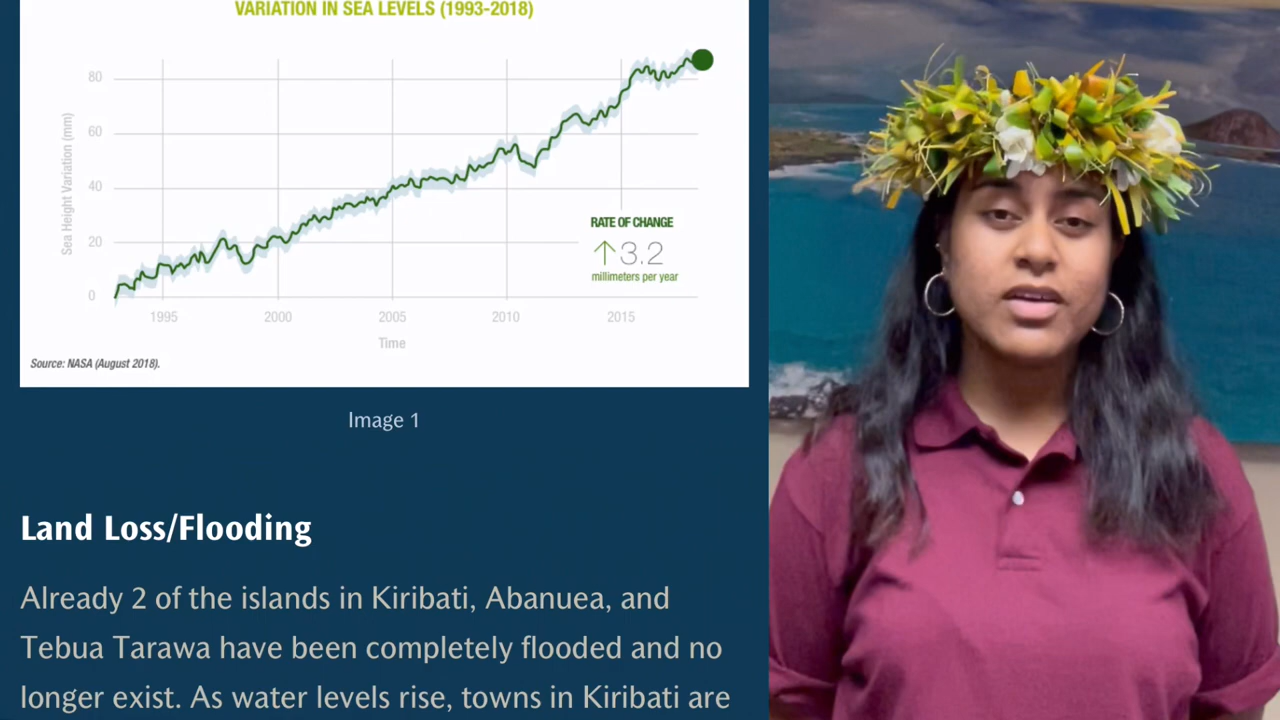 VARIATION IN SEA LEVELS (1993-2018)
80
60
40
20
0
Sea Height Variation (mm)
RATE OF CHANGE
↑3.2
millimeters per year
1995 2000 2005 2010 2015
Time
Source: NASA (August 2018).
Image 1
Land Loss/Flooding
Already 2 of the islands in Kiribati, Abanuea, and
Tebua Tarawa have been completely flooded and no
longer exist. As water levels rise, towns in Kiribati are